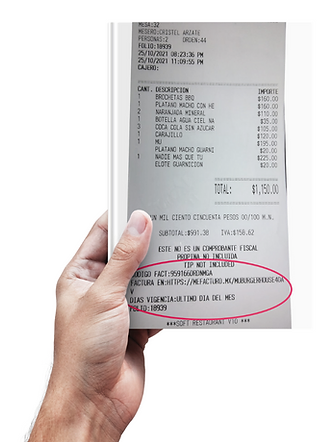 MESA:32
MESERO:CRISTEL ARZATE
PERSONAS:2 ORDEN:44
FOLIO:18939
25/10/2021 08:23:36 PM
25/10/2021 11:09:55 PM
CAJERO:
CANT. DESCRIPCION IMPORTE
1 BROCHETAS BBQ $160.00
1 PLATANO MACHO CON HE $160.00
2 NARANJADA MINERAL $110.00
1 BOTELLA AGUA CIEL NA $35.00
3 COCA COLA SIN AZUCAR $105.00
1 CARAJILLO $120.00
1 MU $195.00
PLATANO MACHO GUARNI $20.00
1 NADIE MAS QUE TU $225.00
ELOTE GUARNICION $20.00
TOTAL: $1,150.00
UN MIL CIENTO CINCUENTA PESOS 00/100 M.N.
SUBTOTAL:$991.38 IVA:$158.62
ESTE NO ES UN COMPROBANTE FISCAL
PROPINA NO INCLUIDA
TIP NOT INCLUDED
CODIGO FACT:959166ORDNMGA
FACTURA EN:HTTPS://MEFACTURO.MX/MUBURGERHOUSE4OA
V
DIAS VIGENCIA:ULTIMO DIA DEL MES
FOLIO:18939
***SOFT RESTAURANT V10 ***